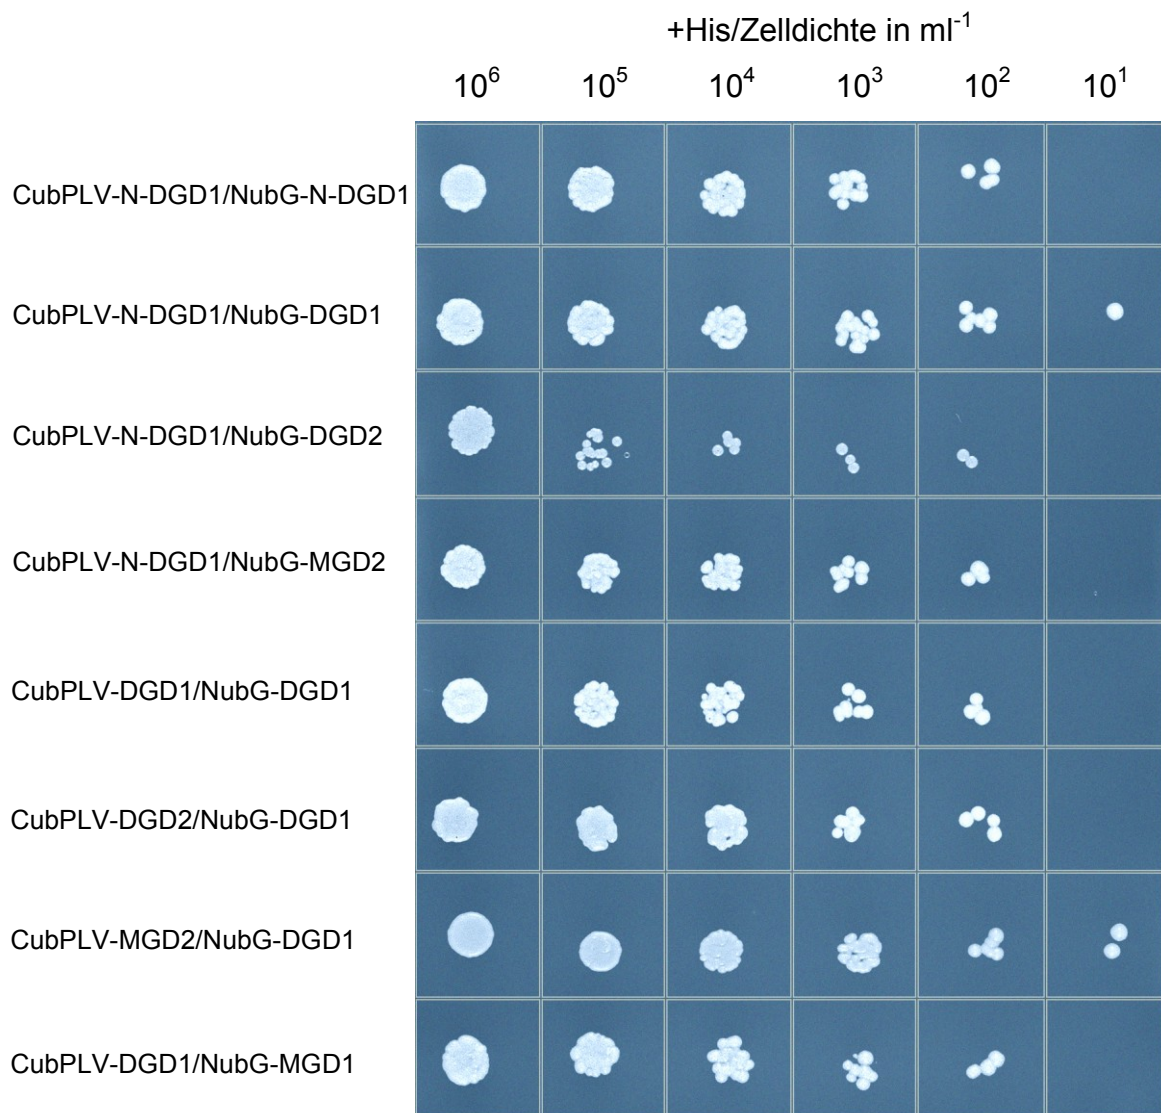 +His/Zelldichte in ml⁻¹
10⁶ 10⁵ 10⁴ 10³ 10² 10¹
CubPLV-N-DGD1/NubG-N-DGD1
CubPLV-N-DGD1/NubG-DGD1
CubPLV-N-DGD1/NubG-DGD2
CubPLV-N-DGD1/NubG-MGD2
CubPLV-DGD1/NubG-DGD1
CubPLV-DGD2/NubG-DGD1
CubPLV-MGD2/NubG-DGD1
CubPLV-DGD1/NubG-MGD1